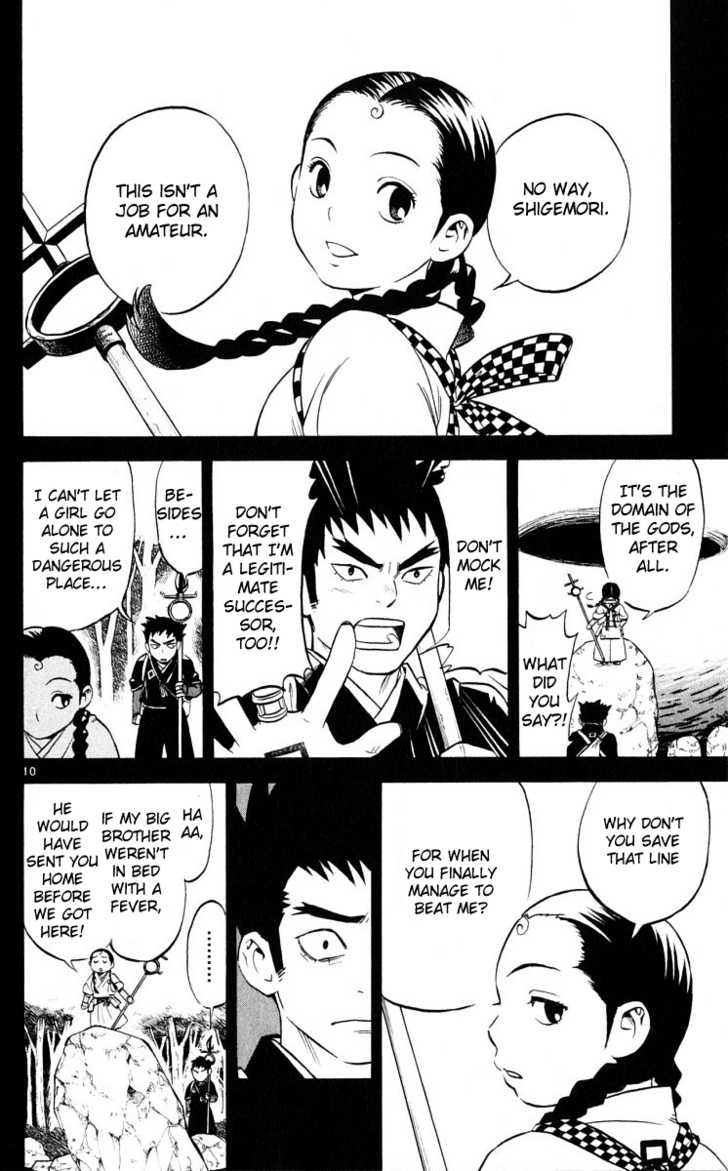 NO WAY,
SHIGEMORI.
THIS ISN'T A
JOB FOR AN
AMATEUR.
IT'S THE
DOMAIN OF
THE GODS,
AFTER
ALL.
WHAT
DID
YOU
SAY?!
DON'T
MOCK
ME!
DON'T
FORGET
THAT I'M
A LEGITI-
MATE
SUCCES-
SOR,
TOO!!
BE-
SIDES
...
I CAN'T LET
A GIRL GO
ALONE TO
SUCH A
DANGEROUS
PLACE...
10
WHY DON'T
YOU SAVE
THAT LINE
FOR WHEN
YOU FINALLY
MANAGE TO
BEAT ME?
........
HA
AA,
IF MY BIG
BROTHER
WEREN'T
IN BED
WITH A
FEVER,
HE
WOULD
HAVE
SENT YOU
HOME
BEFORE
WE GOT
HERE!